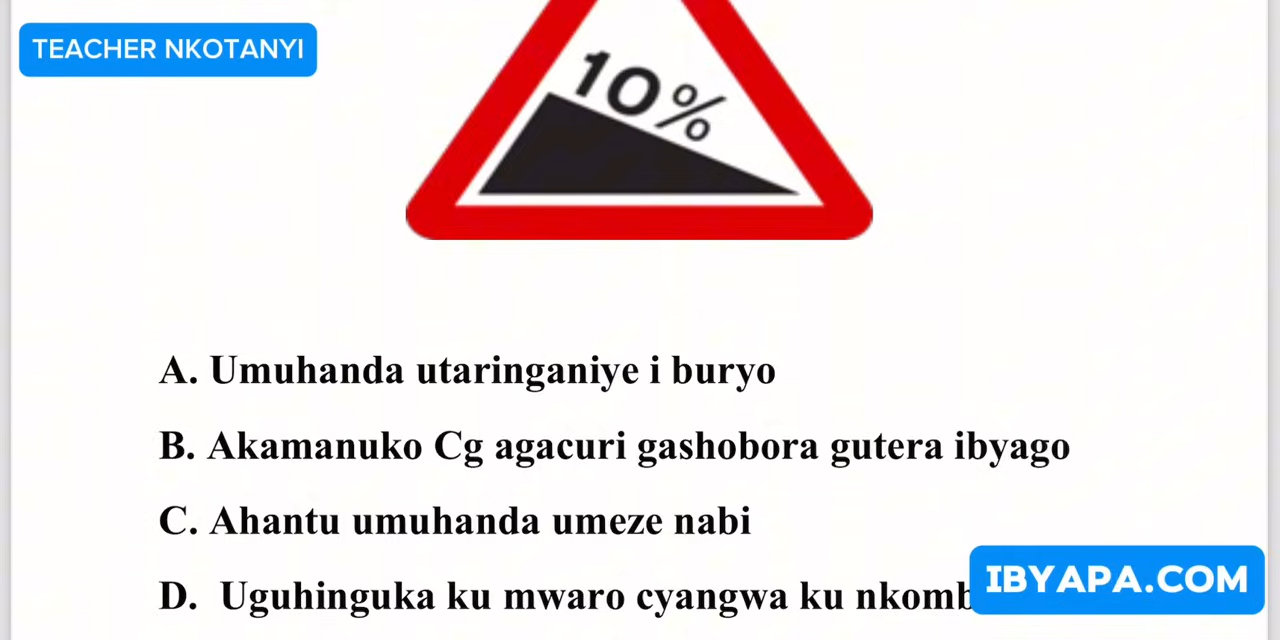 TEACHER NKOTANYI
10%
A. Umuhanda utaringaniye i buryo
B. Akamanuko Cg agacuri gashobora gutera ibyago
C. Ahantu umuhanda umeze nabi
D. Uguhinguka ku mwaro cyangwa ku
IBYAPA.COM